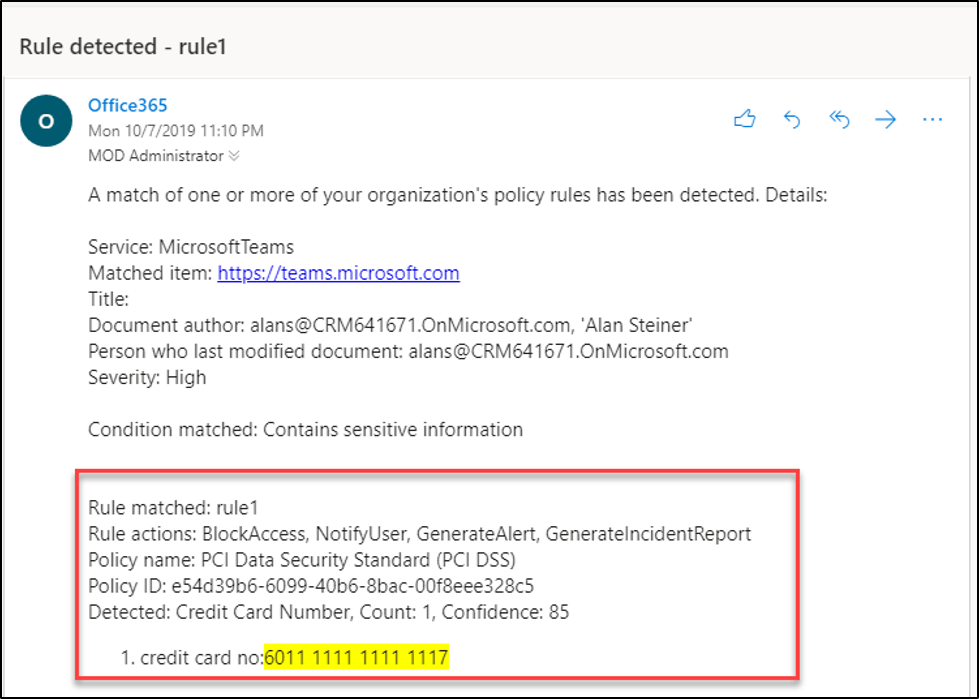 Rule detected - rule1
O
Office365
Mon 10/7/2019 11:10 PM
MOD Administrator
A match of one or more of your organization's policy rules has been detected. Details:
Service: MicrosoftTeams
Matched item: https://teams.microsoft.com
Title:
Document author: alans@CRM641671.OnMicrosoft.com, 'Alan Steiner'
Person who last modified document: alans@CRM641671.OnMicrosoft.com
Severity: High
Condition matched: Contains sensitive information
Rule matched: rule1
Rule actions: BlockAccess, NotifyUser, GenerateAlert, GenerateIncidentReport
Policy name: PCI Data Security Standard (PCI DSS)
Policy ID: e54d39b6-6099-40b6-8bac-00f8eee328c5
Detected: Credit Card Number, Count: 1, Confidence: 85
1. credit card no:6011 1111 1111 1117